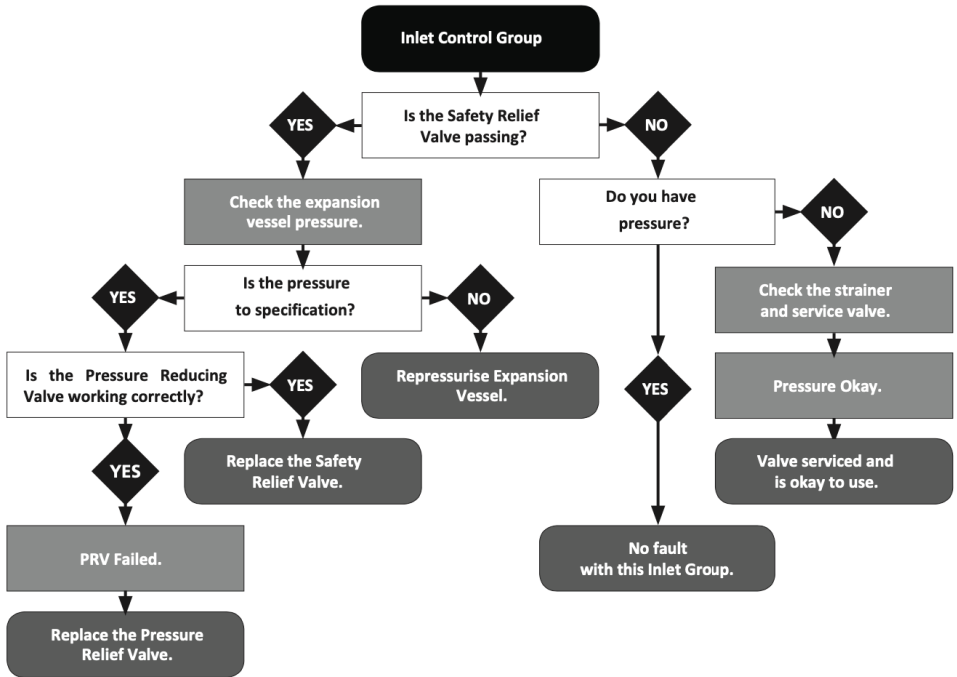 Inlet Control Group
Is the Safety Relief
Valve passing?
YES
NO
Check the expansion
vessel pressure.
Do you have
pressure?
NO
Is the pressure
to specification?
YES
NO
Check the strainer
and service valve.
Is the Pressure Reducing
Valve working correctly?
YES
Repressurise Expansion
Vessel.
YES
Pressure Okay.
YES
Replace the Safety
Relief Valve.
Valve serviced and
is okay to use.
PRV Failed.
No fault
with this Inlet Group.
Replace the Pressure
Relief Valve.